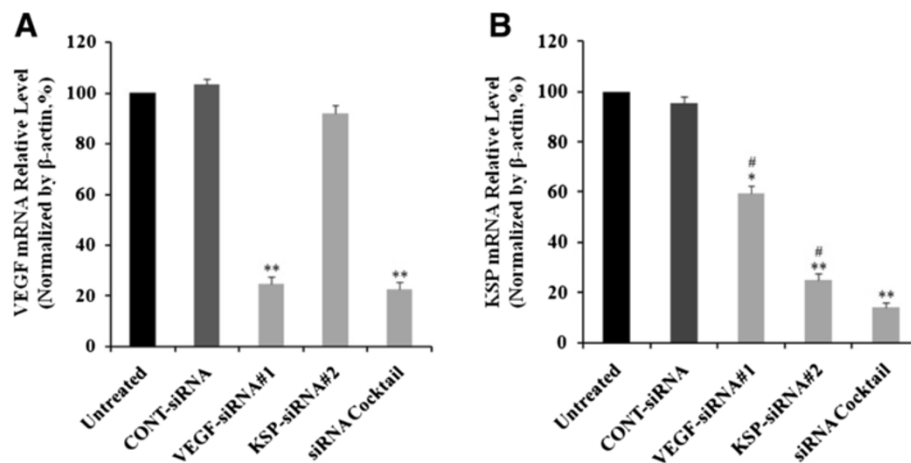 A
VEGF mRNA Relative Level
(Normalized by β-actin,%)
120
100
80
60
40
20
0
**
**
Untreated
CONT-siRNA
VEGF-siRNA#1
KSP-siRNA#2
siRNA Cocktail
B
KSP mRNA Relative Level
(Normalized by β-actin,%)
120
100
80
60
40
20
0
#
*
#
**
**
Untreated
CONT-siRNA
VEGF-siRNA#1
KSP-siRNA#2
siRNA Cocktail